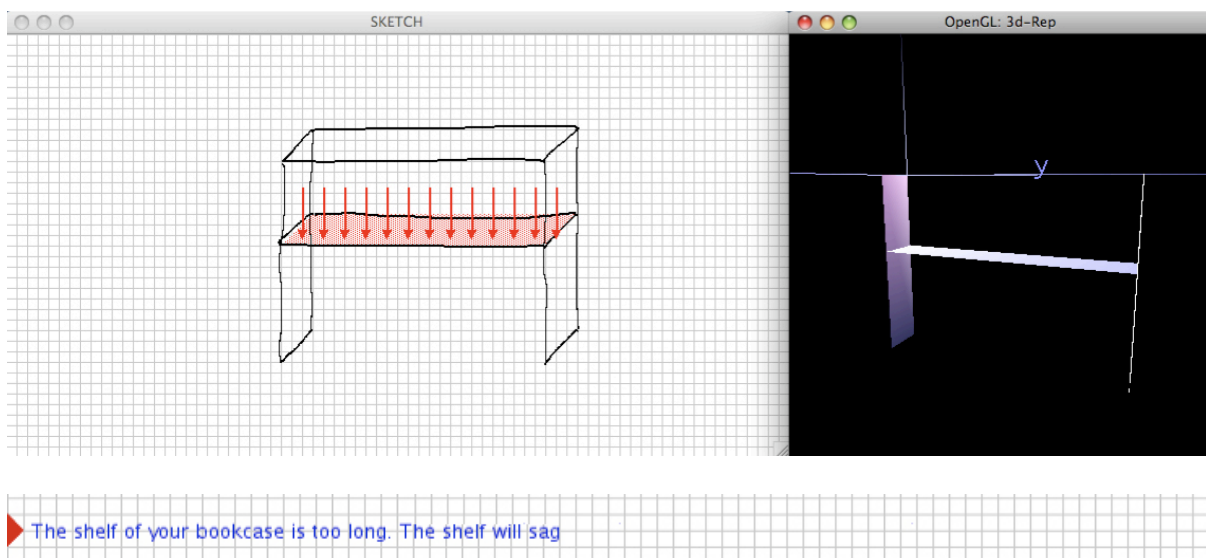 SKETCH
OpenGL: 3d-Rep
y
The shelf of your bookcase is too long. The shelf will sag